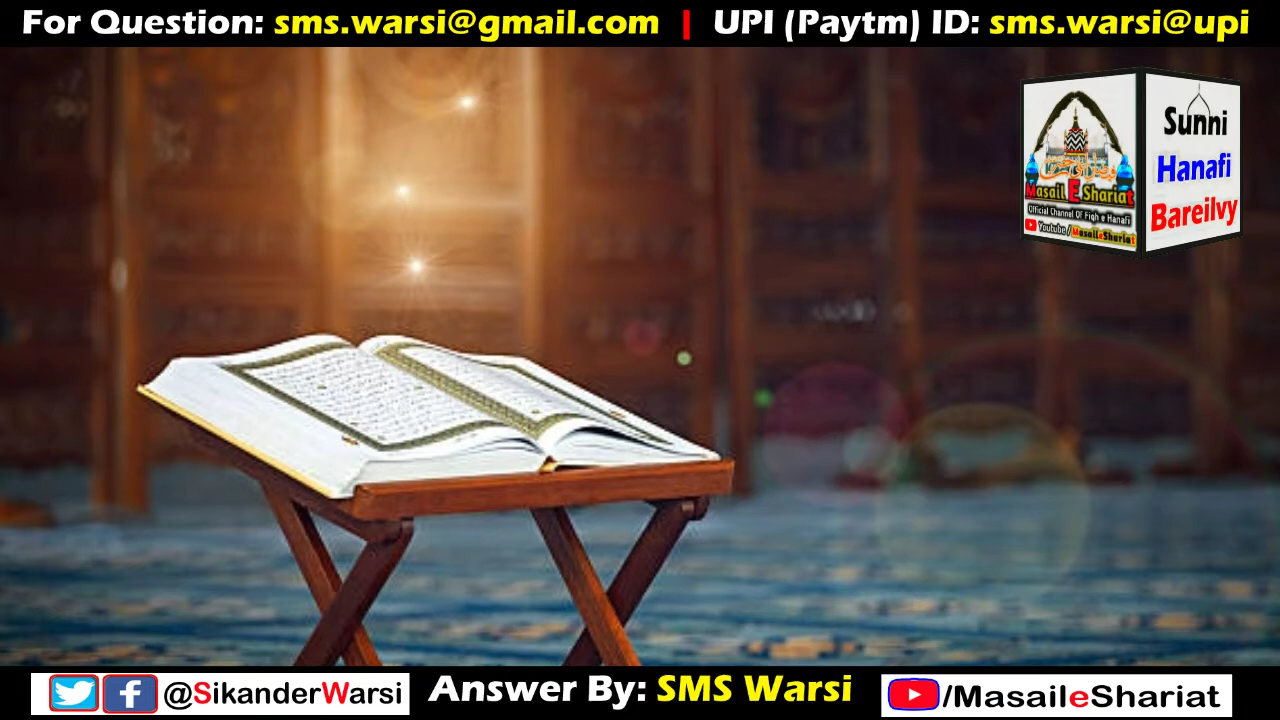 For Question: sms.warsi@gmail.com | UPI (Paytm) ID: sms.warsi@upi
Masail E Shariat
Official Channel Of Fiqh e Hanafi
Youtube/MasaileShariat
Sunni
Hanafi
Bareilvy
@SikanderWarsi
Answer By: SMS Warsi
/MasaileShariat